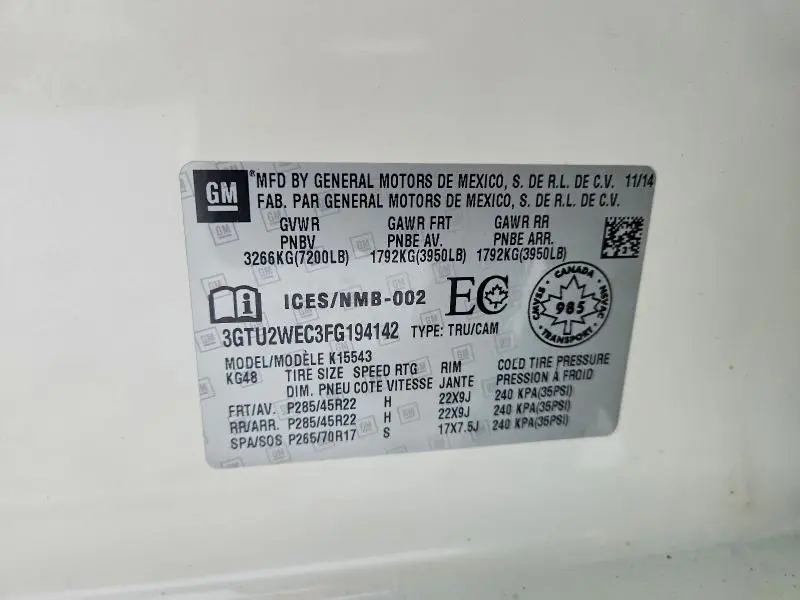 GM
®MFD BY GENERAL MOTORS DE MEXICO, S. DE R.L. DE C.V. 11/14
FAB. PAR GENERAL MOTORS DE MEXICO, S. DE R.L. DE C.V.
GVWR GAWR FRT GAWR RR
PNBV PNBE AV. PNBE ARR.
3266KG(7200LB) 1792KG(3950LB) 1792KG(3950LB)
i ICES/NMB-002 EC
CANADA
985
TRANSPORT
3GTU2WEC3FG194142 TYPE: TRU/CAM
MODEL/MODÈLE K15543
KG48 TIRE SIZE SPEED RTG RIM COLD TIRE PRESSURE
DIM. PNEU COTE VITESSE JANTE PRESSION À FROID
FRT/AV. P285/45R22 H 22X9J 240 KPA(35PSI)
RR/ARR. P285/45R22 H 22X9J 240 KPA(35PSI)
SPA/SOS P265/70R17 S 17X7.5J 240 KPA(35PSI)